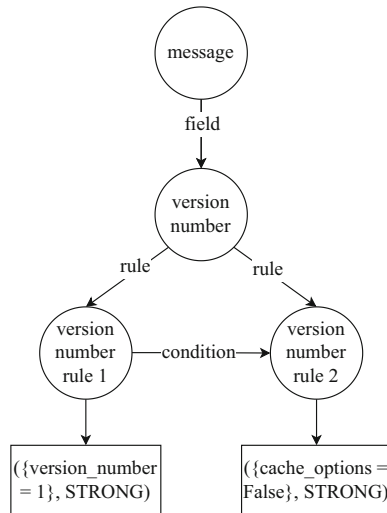 message
field
version
number
rule
rule
version
number
rule 1
condition
version
number
rule 2
({version_number
= 1}, STRONG)
({cache_options =
False}, STRONG)